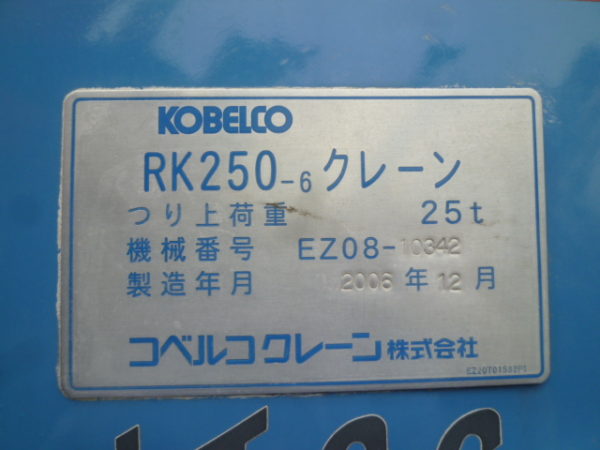 KOBELCO
RK250-6 クレーン
つり上荷重 25t
機械番号 EZ08-10342
製造年月 2006年12月
コベルコクレーン株式会社